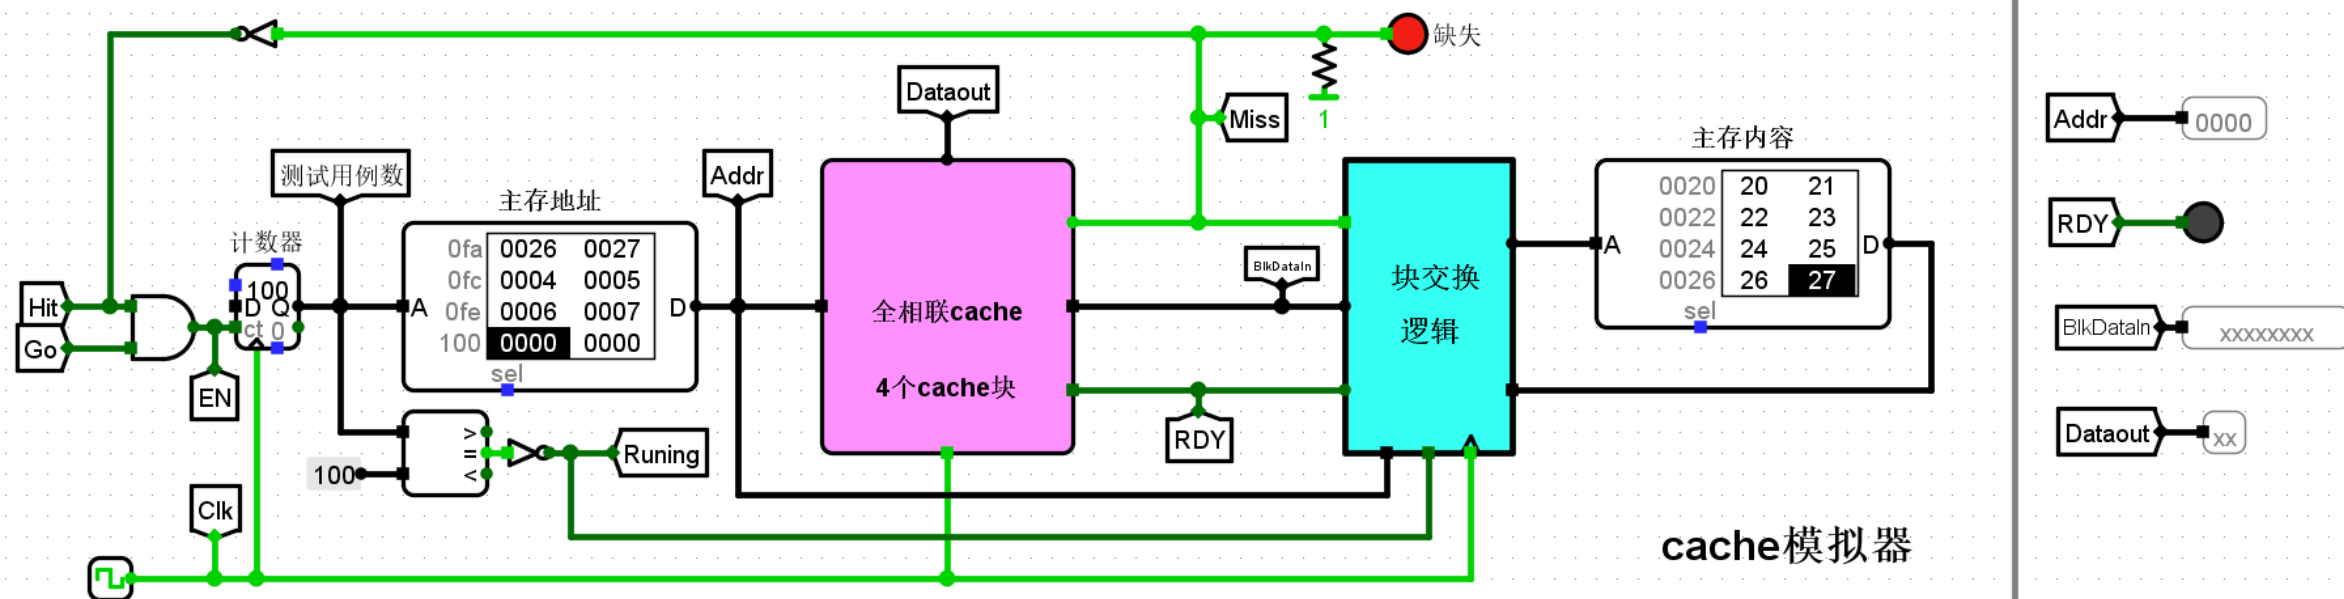 缺失
Dataout
Miss
1
主存内容
Addr
0000
测试用例数
Addr
主存地址
0020 20 21
0022 22 23
0024 24 25
0026 26 27
A
D
sel
RDY
计数器
100
D Q
ct 0
0fa 0026 0027
0fc 0004 0005
0fe 0006 0007
100 0000 0000
A
D
sel
BlkDataIn
块交换
逻辑
Hit
Go
全相联cache
4个cache块
BlkDataIn
xxxxxxxx
EN
RDY
Dataout
xx
>
=
<
Runing
100
Clk
cache模拟器